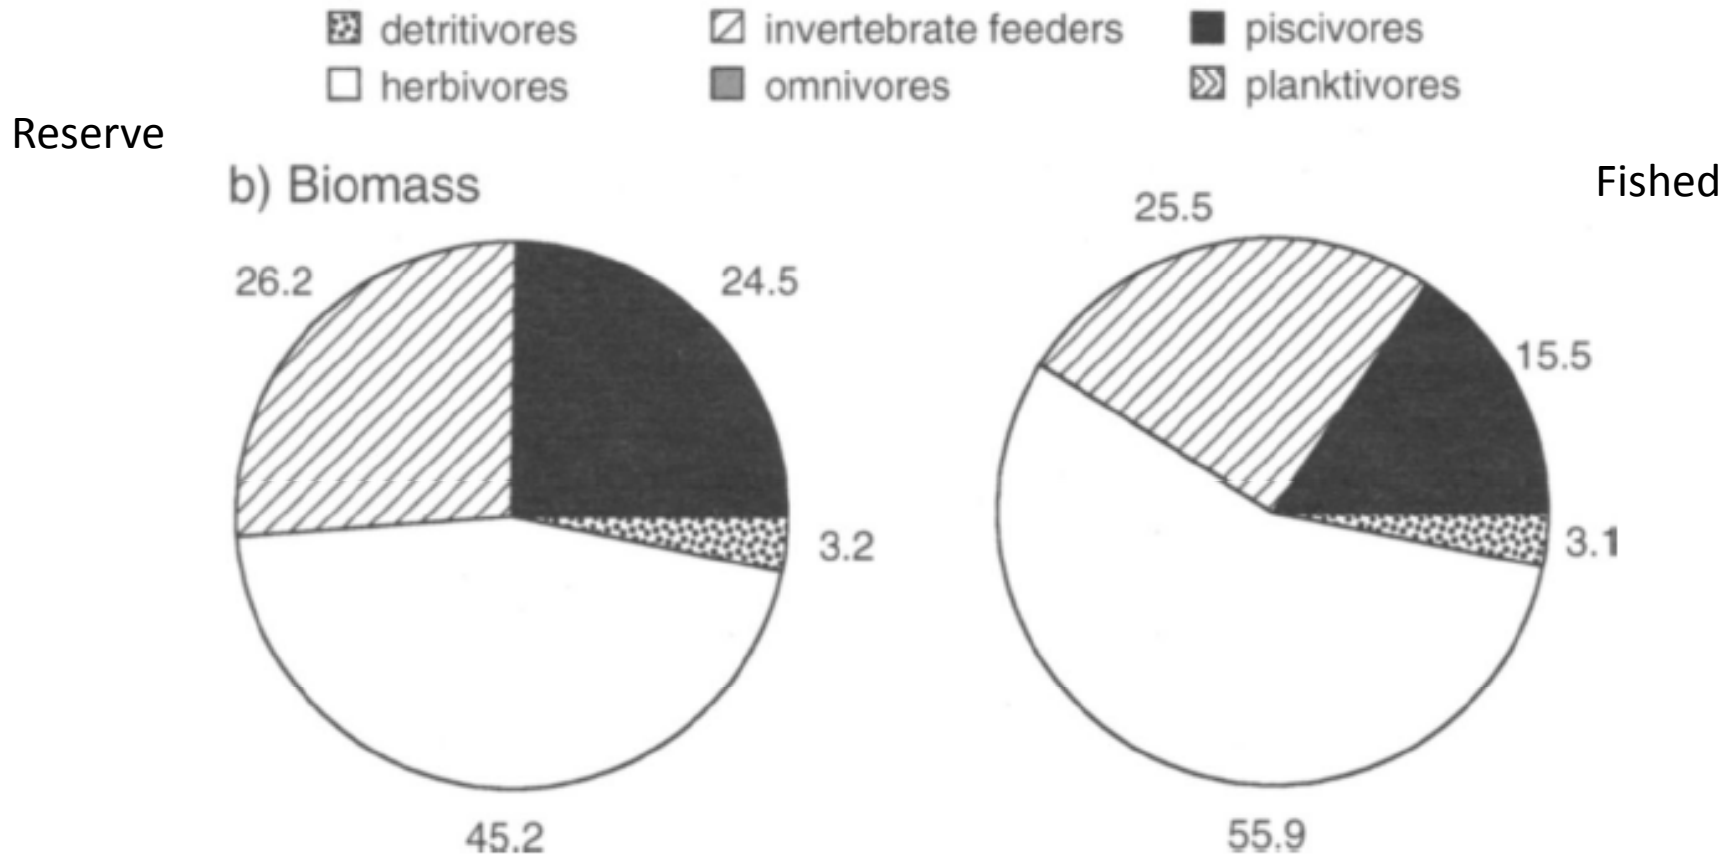 detritivores invertebrate feeders piscivores
herbivores omnivores planktivores
Reserve
b) Biomass
Fished
25.5
26.2
24.5
15.5
3.2
3.1
45.2
55.9